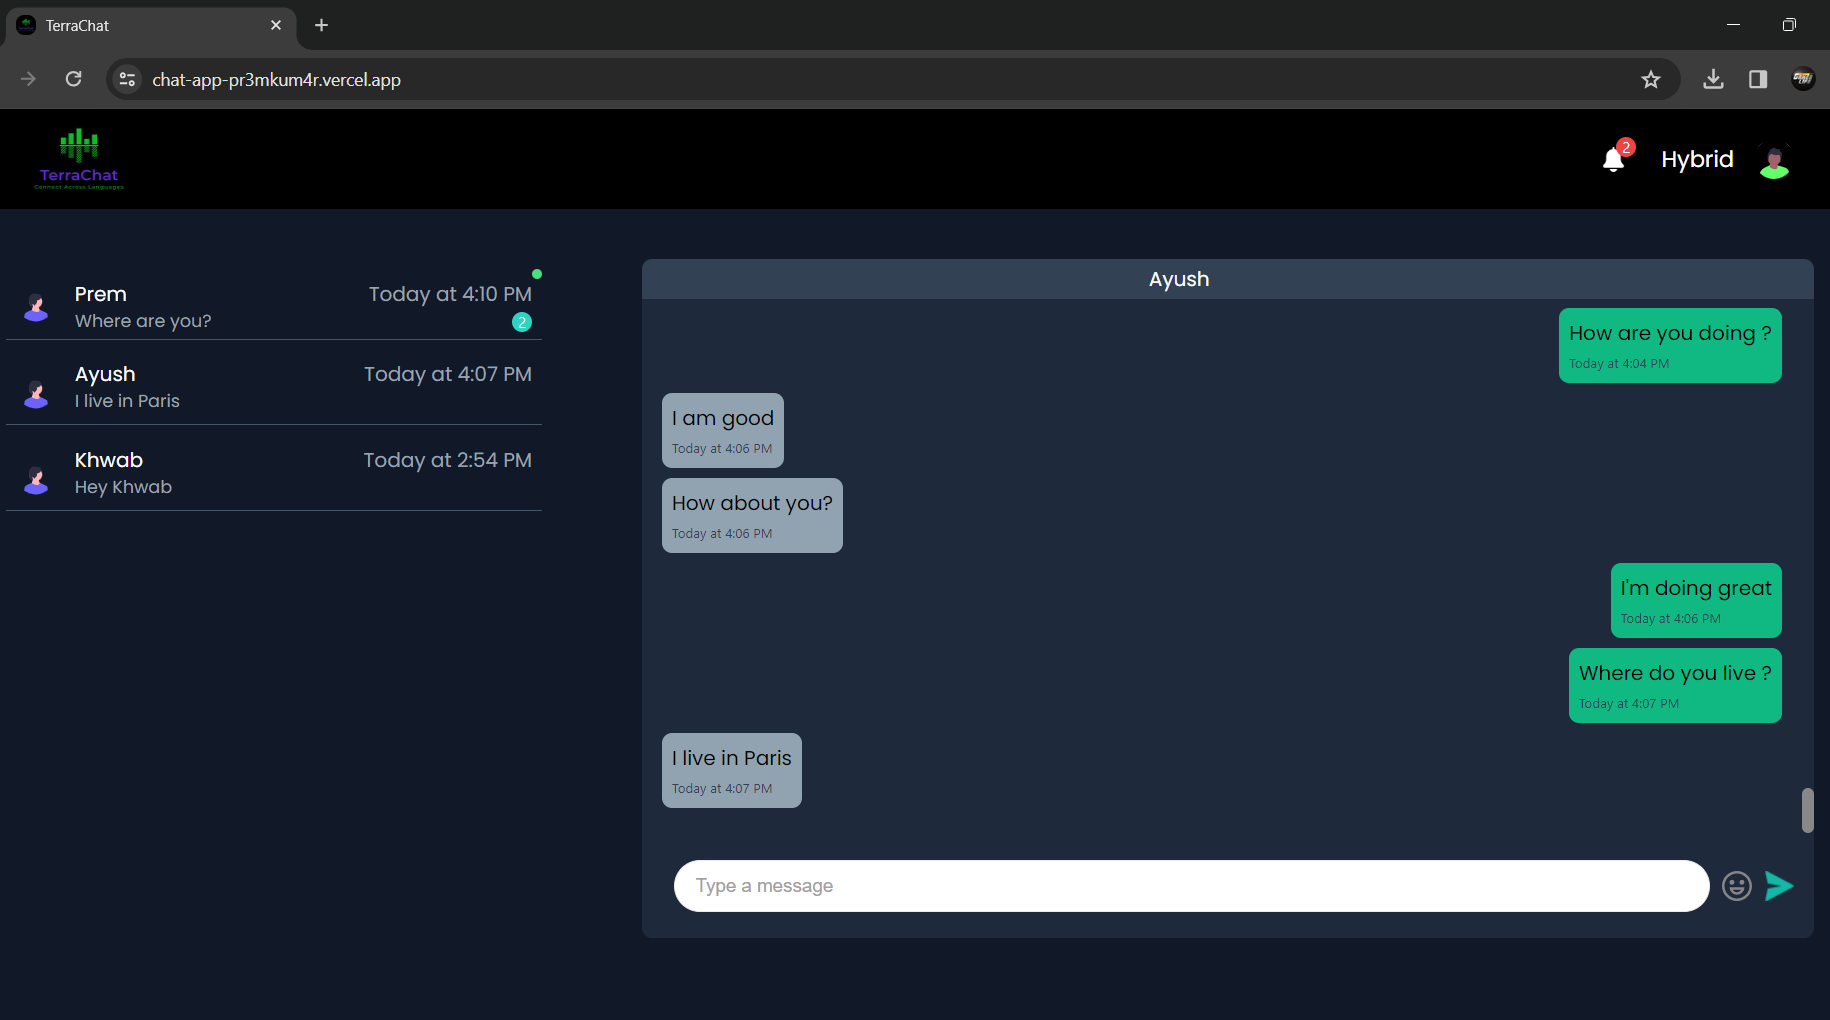 TerraChat
chat-app-pr3mkum4r.vercel.app
TerraChat
Connect Across Languages
2
Hybrid
Prem
Today at 4:10 PM
Where are you?
2
Ayush
Today at 4:07 PM
I live in Paris
Khwab
Today at 2:54 PM
Hey Khwab
Ayush
How are you doing ?
Today at 4:04 PM
I am good
Today at 4:06 PM
How about you?
Today at 4:06 PM
I'm doing great
Today at 4:06 PM
Where do you live ?
Today at 4:07 PM
I live in Paris
Today at 4:07 PM
Type a message